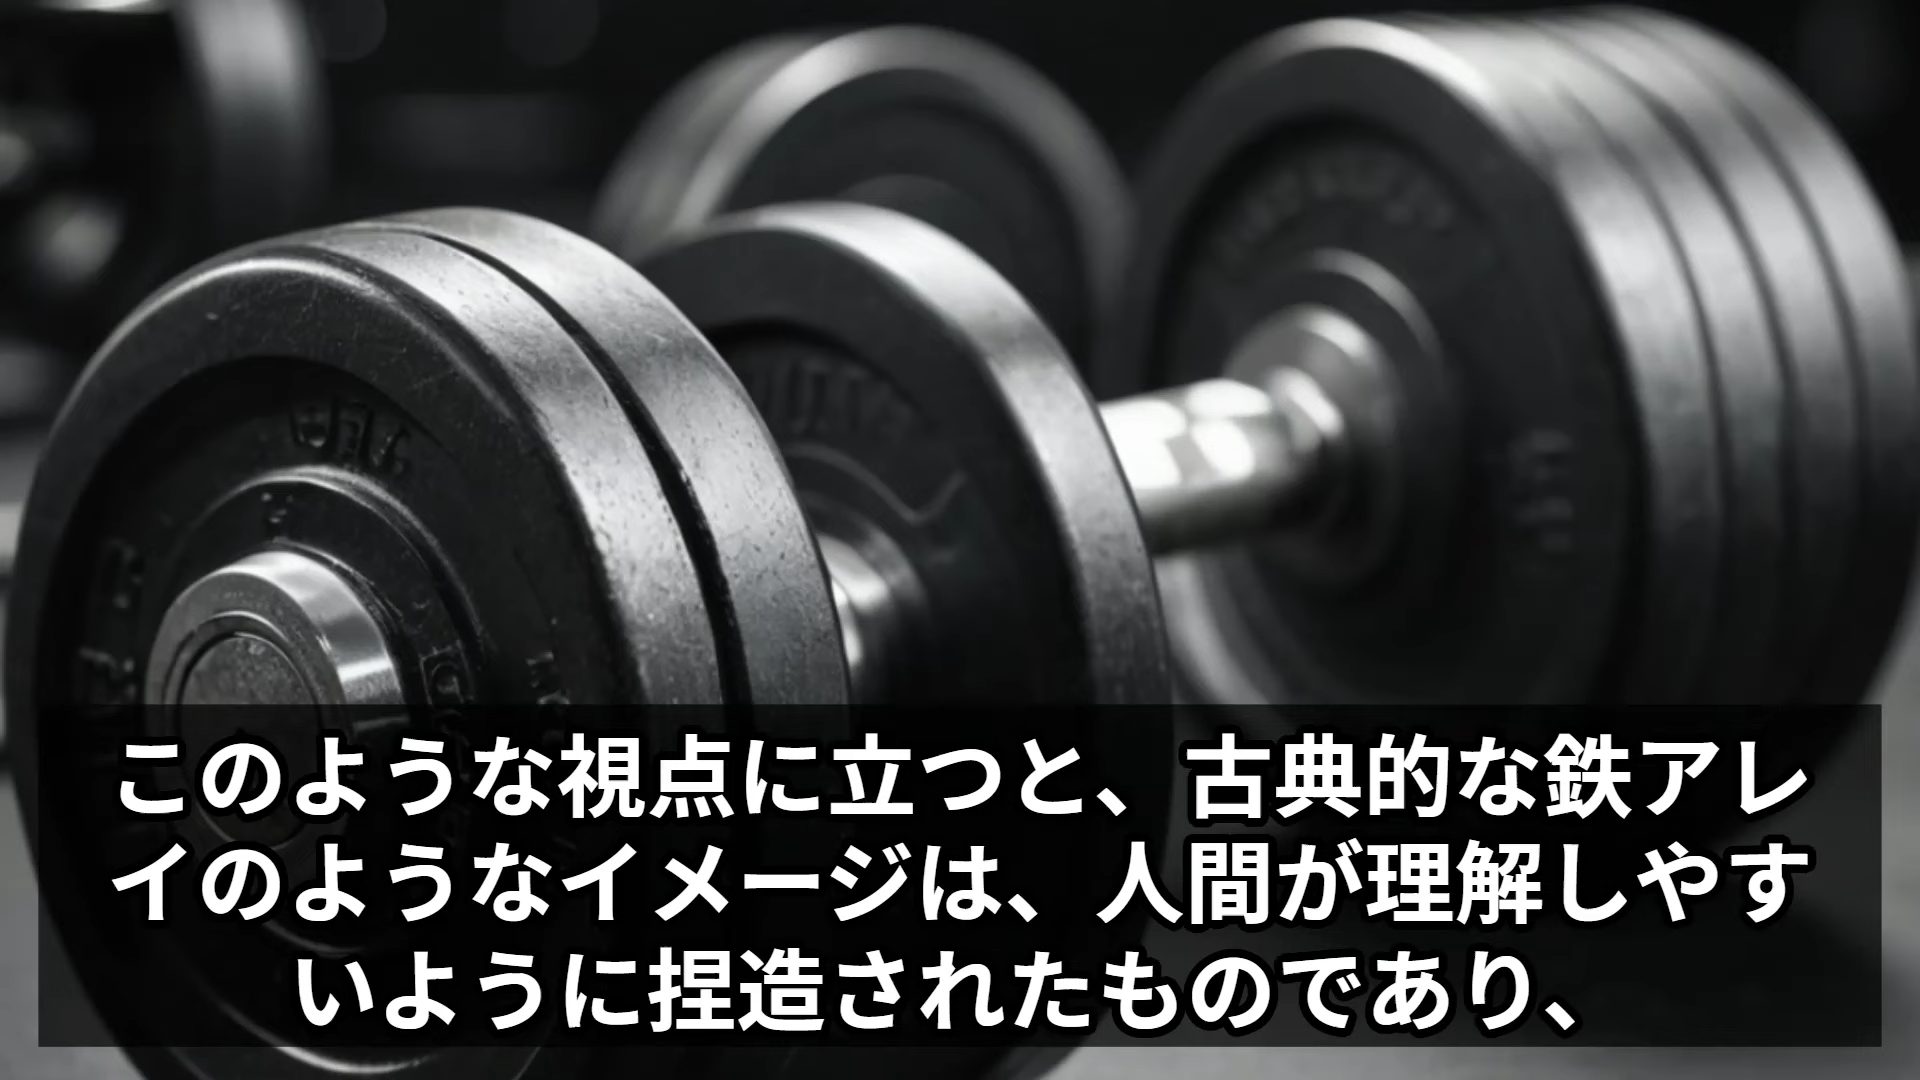 このような視点に立つと、古典的な鉄アレ
イのようなイメージは、人間が理解しやす
いように捏造されたものであり、